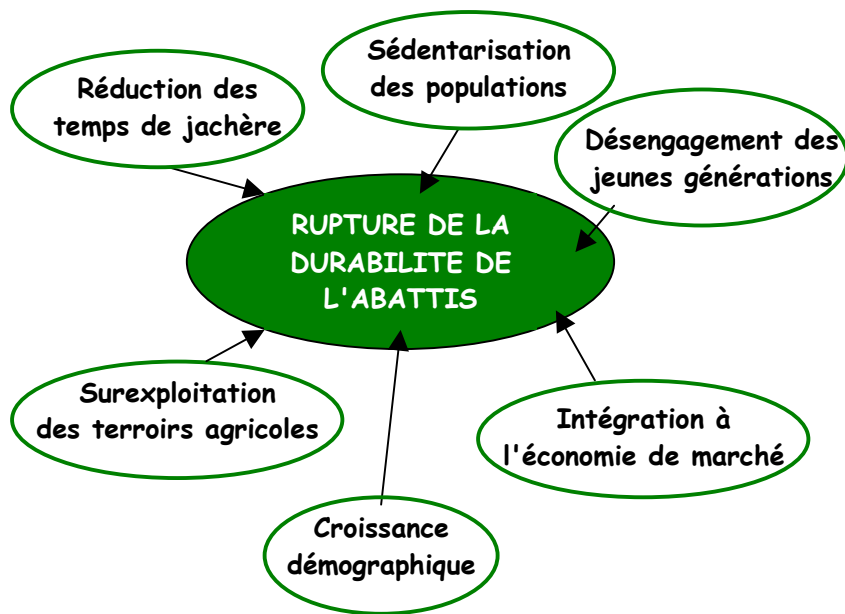 Sédentarisation
des populations
Réduction des
temps de jachère
Désengagement des
jeunes générations
RUPTURE DE LA
DURABILITE DE
L'ABATTIS
Surexploitation
des terroirs agricoles
Intégration à
l'économie de marché
Croissance
démographique